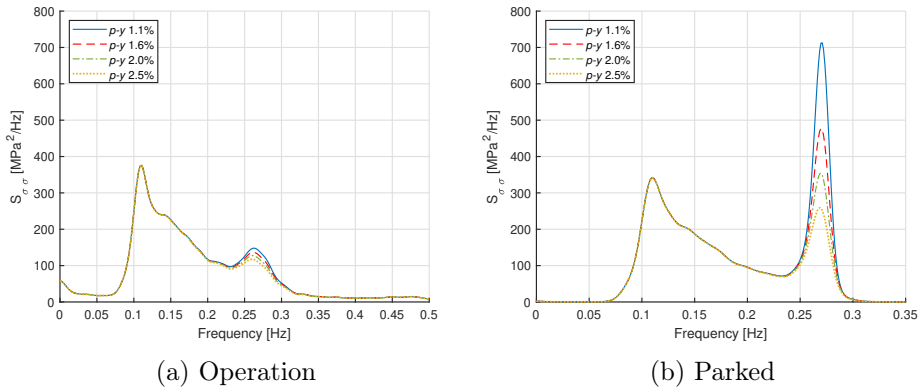 800
700
600
500
400
300
200
100
0
S_σσ [MPa²/Hz]
p-y 1.1%
p-y 1.6%
p-y 2.0%
p-y 2.5%
0 0.05 0.1 0.15 0.2 0.25 0.3 0.35 0.4 0.45 0.5
Frequency [Hz]
(a) Operation
800
700
600
500
400
300
200
100
0
S_σσ [MPa²/Hz]
p-y 1.1%
p-y 1.6%
p-y 2.0%
p-y 2.5%
0 0.05 0.1 0.15 0.2 0.25 0.3 0.35
Frequency [Hz]
(b) Parked